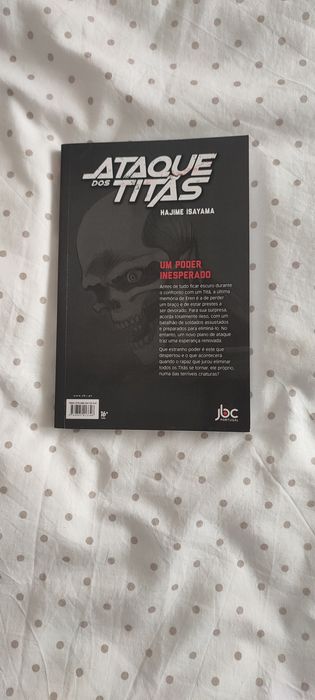 ATAQUE
DOS TITÃS
HAJIME ISAYAMA
UM PODER
INESPERADO
Antes de tudo ficar escuro durante
o confronto com um Titã, a última
memória de Eren é a de perder
um braço e de estar prestes a
ser devorado. Para sua surpresa,
acorda totalmente ileso, com um
batalhão de soldados assustados
e preparados para eliminá-lo. No
entanto, um novo plano de ataque
traz uma esperança renovada.
Que estranho poder é este que
despertou e o que acontecerá
quando o rapaz que jurou eliminar
todos os Titãs se tornar, ele próprio,
numa das terríveis criaturas?
16+
jbc
PORTUGAL